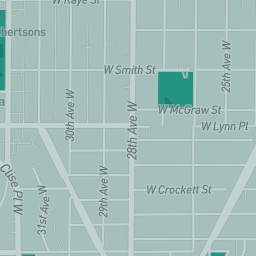 W Raye St
bertsons
W Smith St
25th Ave W
30th Ave W
28th Ave W
W McGraw St
W Lynn Pl
Clise Pl W
31st Ave W
29th Ave W
W Crockett St